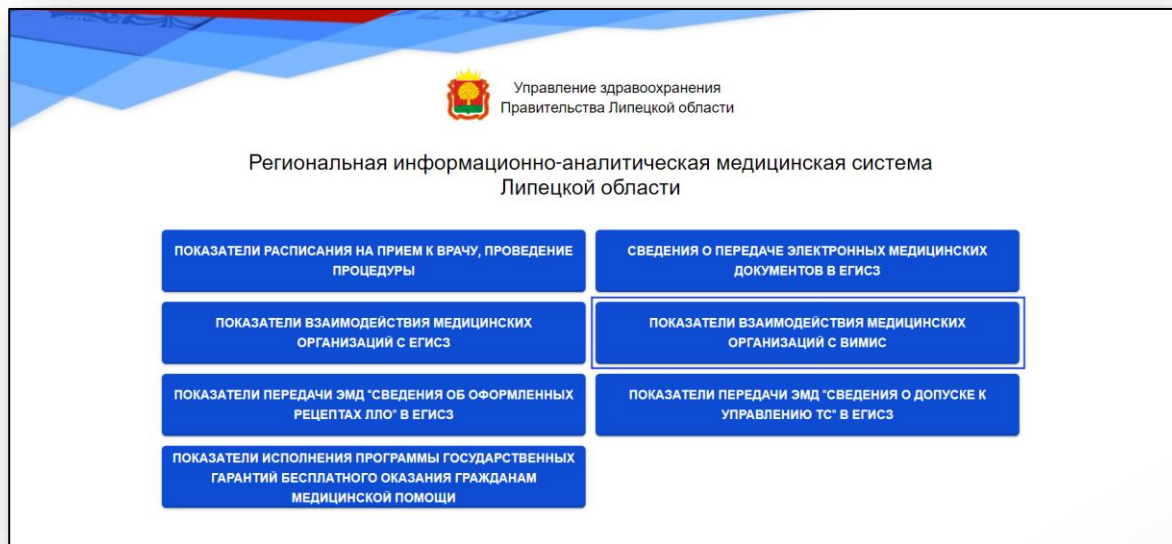 Управление здравоохранения
Правительства Липецкой области
Региональная информационно-аналитическая медицинская система
Липецкой области
ПОКАЗАТЕЛИ РАСПИСАНИЯ НА ПРИЕМ К ВРАЧУ, ПРОВЕДЕНИЕ
ПРОЦЕДУРЫ
СВЕДЕНИЯ О ПЕРЕДАЧЕ ЭЛЕКТРОННЫХ МЕДИЦИНСКИХ
ДОКУМЕНТОВ В ЕГИСЗ
ПОКАЗАТЕЛИ ВЗАИМОДЕЙСТВИЯ МЕДИЦИНСКИХ
ОРГАНИЗАЦИЙ С ЕГИСЗ
ПОКАЗАТЕЛИ ВЗАИМОДЕЙСТВИЯ МЕДИЦИНСКИХ
ОРГАНИЗАЦИЙ С ВИМИС
ПОКАЗАТЕЛИ ПЕРЕДАЧИ ЭМД "СВЕДЕНИЯ ОБ ОФОРМЛЕННЫХ
РЕЦЕПТАХ ЛЛО" В ЕГИСЗ
ПОКАЗАТЕЛИ ПЕРЕДАЧИ ЭМД "СВЕДЕНИЯ О ДОПУСКЕ К
УПРАВЛЕНИЮ ТС" В ЕГИСЗ
ПОКАЗАТЕЛИ ИСПОЛНЕНИЯ ПРОГРАММЫ ГОСУДАРСТВЕННЫХ
ГАРАНТИЙ БЕСПЛАТНОГО ОКАЗАНИЯ ГРАЖДАНАМ
МЕДИЦИНСКОЙ ПОМОЩИ